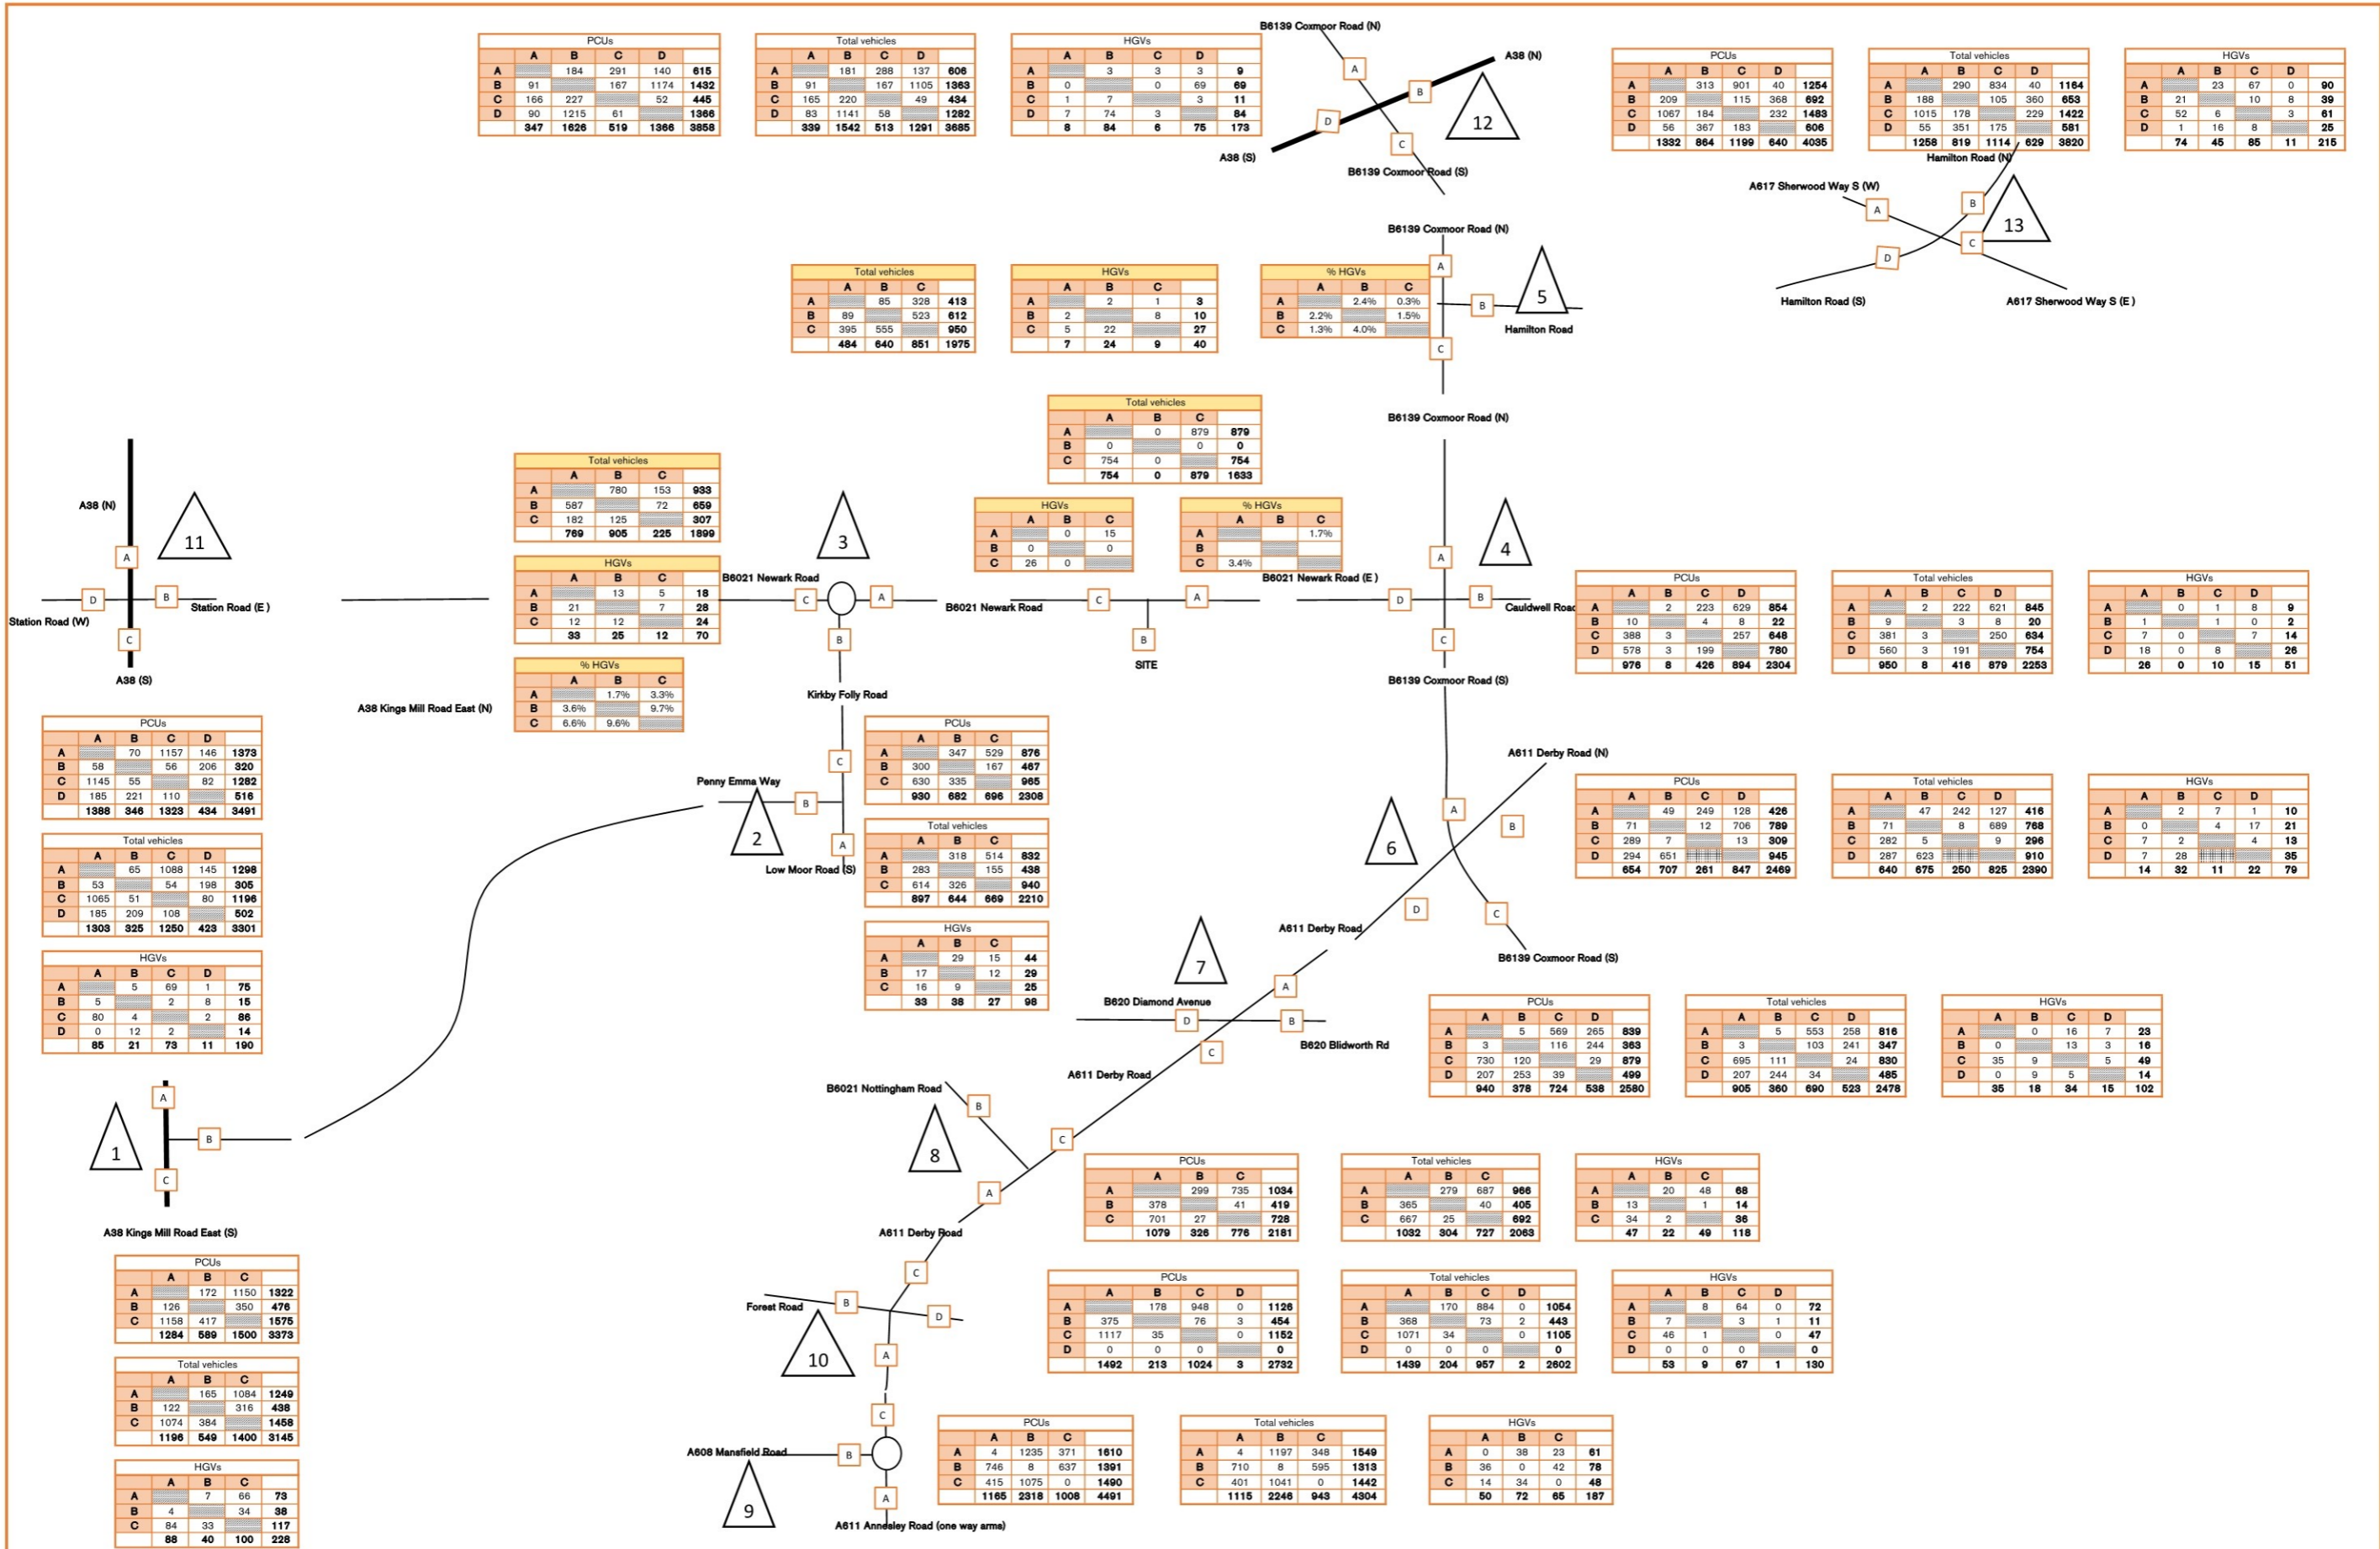 B6139 Coxmoor Road (N)
A38 (N)
A
B
D
C
12
A38 (S)
B6139 Coxmoor Road (S)
PCUs
A B C D
A 184 291 140 615
B 91 167 1174 1432
C 166 227 52 445
D 90 1215 61 1366
347 1626 519 1366 3858
Total vehicles
A B C D
A 181 288 137 606
B 91 167 1105 1363
C 165 220 49 434
D 83 1141 58 1282
339 1542 513 1291 3685
HGVs
A B C D
A 3 3 3 9
B 0 0 69 69
C 1 7 3 11
D 7 74 3 84
8 84 6 75 173
PCUs
A B C D
A 313 901 40 1254
B 209 115 368 692
C 1067 184 232 1483
D 56 367 183 606
1332 864 1199 640 4035
Total vehicles
A B C D
A 290 834 40 1164
B 188 105 360 653
C 1015 178 229 1422
D 55 351 175 581
1258 819 1114 629 3820
HGVs
A B C D
A 23 67 0 90
B 21 10 8 39
C 52 6 3 61
D 1 16 8 25
74 45 85 11 215
Hamilton Road (N)
A617 Sherwood Way S (W)
A
B
C
D
13
Hamilton Road (S)
A617 Sherwood Way S (E )
B6139 Coxmoor Road (N)
A
B
C
5
Hamilton Road
Total vehicles
A B C
A 85 328 413
B 89 523 612
C 395 555 950
484 640 851 1975
HGVs
A B C
A 2 1 3
B 2 8 10
C 5 22 27
7 24 9 40
% HGVs
A B C
A 2.4% 0.3%
B 2.2% 1.5%
C 1.3% 4.0%
Total vehicles
A B C
A 0 879 879
B 0 0 0
C 754 0 754
754 0 879 1633
HGVs
A B C
A 0 15
B 0 0
C 26 0
% HGVs
A B C
A 1.7%
B
C 3.4%
B6021 Newark Road
C
A
B
SITE
B6139 Coxmoor Road (N)
A
B
C
D
4
B6021 Newark Road (E )
Cauldwell Road
B6139 Coxmoor Road (S)
PCUs
A B C D
A 2 223 629 854
B 10 4 8 22
C 388 3 257 648
D 578 3 199 780
976 8 426 894 2304
Total vehicles
A B C D
A 2 222 621 845
B 9 3 8 20
C 381 3 250 634
D 560 3 191 754
950 8 416 879 2253
HGVs
A B C D
A 0 1 8 9
B 1 1 0 2
C 7 0 7 14
D 18 0 8 26
26 0 10 15 51
Total vehicles
A B C
A 780 153 933
B 587 72 659
C 182 125 307
769 905 225 1899
HGVs
A B C
A 13 5 18
B 21 7 28
C 12 12 24
33 25 12 70
% HGVs
A B C
A 1.7% 3.3%
B 3.6% 9.7%
C 6.6% 9.6%
3
B6021 Newark Road
C
A
B
Kirkby Folly Road
A38 (N)
11
A
B
C
D
Station Road (E )
Station Road (W)
A38 (S)
A38 Kings Mill Road East (N)
PCUs
A B C D
A 70 1157 146 1373
B 58 56 206 320
C 1145 55 82 1282
D 185 221 110 516
1388 346 1323 434 3491
Total vehicles
A B C D
A 65 1088 145 1298
B 53 54 198 305
C 1065 51 80 1196
D 185 209 108 502
1303 325 1250 423 3301
HGVs
A B C D
A 5 69 1 75
B 5 2 8 15
C 80 4 2 86
D 0 12 2 14
85 21 73 11 190
Penny Emma Way
2
C
B
A
Low Moor Road (S)
PCUs
A B C
A 347 529 876
B 300 167 467
C 630 335 965
930 682 696 2308
Total vehicles
A B C
A 318 514 832
B 283 155 438
C 614 326 940
897 644 669 2210
HGVs
A B C
A 29 15 44
B 17 12 29
C 16 9 25
33 38 27 98
A611 Derby Road (N)
6
A
B
C
D
A611 Derby Road
B6139 Coxmoor Road (S)
PCUs
A B C D
A 49 249 128 426
B 71 12 706 789
C 289 7 13 309
D 294 651 945
654 707 261 847 2469
Total vehicles
A B C D
A 47 242 127 416
B 71 8 689 768
C 282 5 9 296
D 287 623 910
640 675 250 825 2390
HGVs
A B C D
A 2 7 1 10
B 0 4 17 21
C 7 2 4 13
D 7 28 35
14 32 11 22 79
7
A
B
C
D
B620 Diamond Avenue
B620 Blidworth Rd
A611 Derby Road
PCUs
A B C D
A 5 569 265 839
B 3 116 244 363
C 730 120 29 879
D 207 253 39 499
940 378 724 538 2580
Total vehicles
A B C D
A 5 553 258 816
B 3 103 241 347
C 695 111 24 830
D 207 244 34 485
905 360 690 523 2478
HGVs
A B C D
A 0 16 7 23
B 0 13 3 16
C 35 9 5 49
D 0 9 5 14
35 18 34 15 102
1
A
B
C
A38 Kings Mill Road East (S)
PCUs
A B C
A 172 1150 1322
B 126 350 476
C 1158 417 1575
1284 589 1500 3373
Total vehicles
A B C
A 165 1084 1249
B 122 316 438
C 1074 384 1458
1196 549 1400 3145
HGVs
A B C
A 7 66 73
B 4 34 38
C 84 33 117
88 40 100 228
B6021 Nottingham Road
8
B
C
A
A611 Derby Road
PCUs
A B C
A 299 735 1034
B 378 41 419
C 701 27 728
1079 326 776 2181
Total vehicles
A B C
A 279 687 966
B 365 40 405
C 667 25 692
1032 304 727 2063
HGVs
A B C
A 20 48 68
B 13 1 14
C 34 2 36
47 22 49 118
Forest Road
10
C
B
D
A
PCUs
A B C D
A 178 948 0 1126
B 375 76 3 454
C 1117 35 0 1152
D 0 0 0 0
1492 213 1024 3 2732
Total vehicles
A B C D
A 170 884 0 1054
B 368 73 2 443
C 1071 34 0 1105
D 0 0 0 0
1439 204 957 2 2602
HGVs
A B C D
A 8 64 0 72
B 7 3 1 11
C 46 1 0 47
D 0 0 0 0
53 9 67 1 130
A608 Mansfield Road
9
C
B
A
A611 Annesley Road (one way arms)
PCUs
A B C
A 4 1235 371 1610
B 746 8 637 1391
C 415 1075 0 1490
1165 2318 1008 4491
Total vehicles
A B C
A 4 1197 348 1549
B 710 8 595 1313
C 401 1041 0 1442
1115 2246 943 4304
HGVs
A B C
A 0 38 23 61
B 36 0 42 78
C 14 34 0 48
50 72 65 187